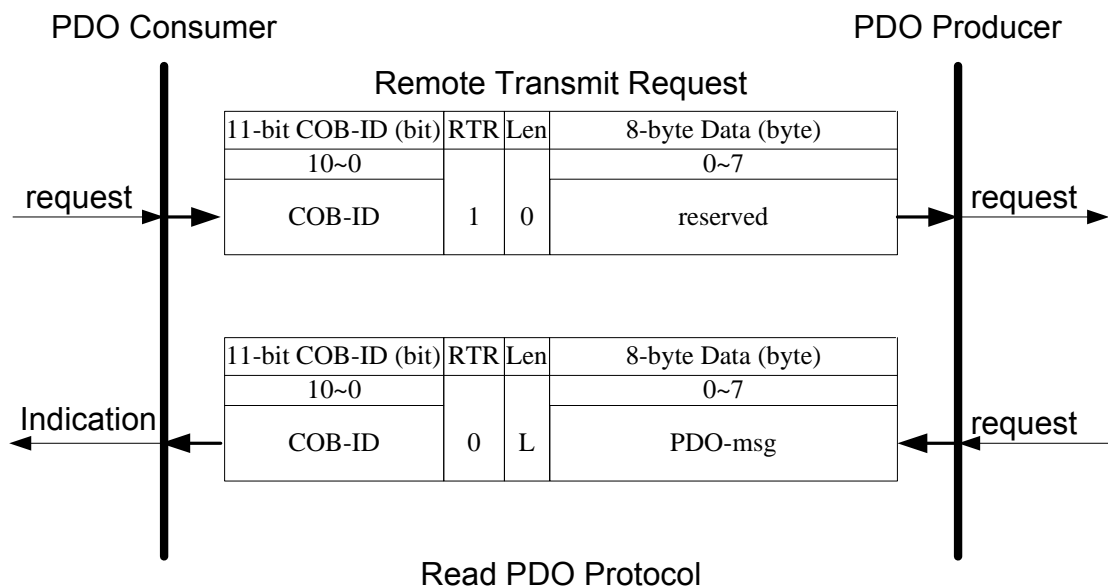 PDO Consumer PDO Producer
Remote Transmit Request
11-bit COB-ID (bit) RTR Len 8-byte Data (byte)
10~0 0~7
request COB-ID 1 0 reserved request
11-bit COB-ID (bit) RTR Len 8-byte Data (byte)
10~0 0~7
Indication COB-ID 0 L PDO-msg request
Read PDO Protocol